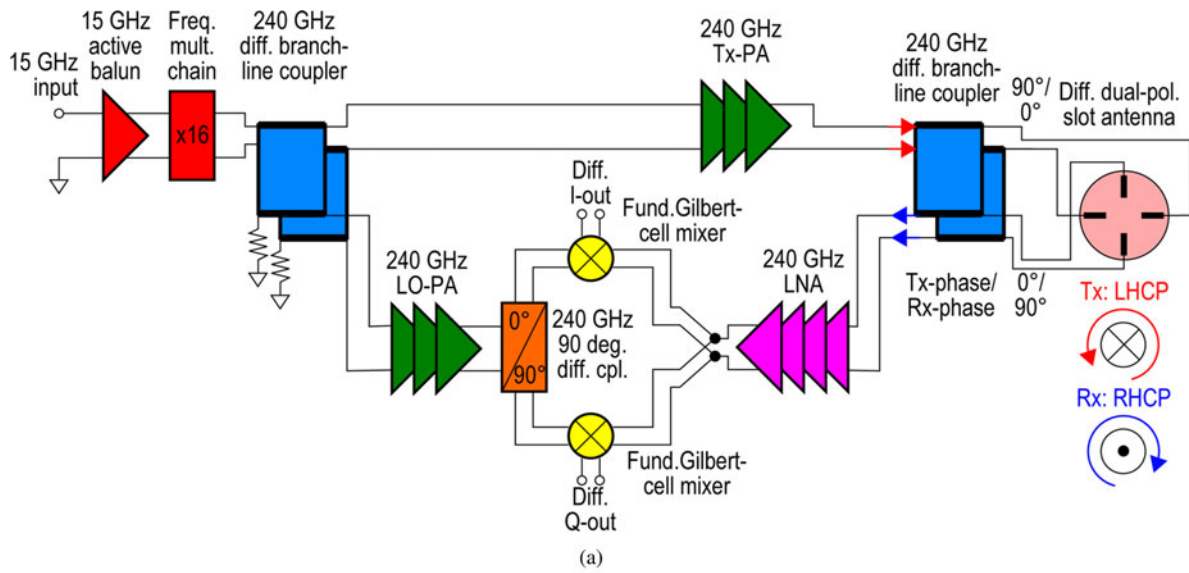 15 GHz
input
15 GHz
active
balun
Freq.
mult.
chain
x16
240 GHz
diff. branch-
line coupler
240 GHz
Tx-PA
240 GHz
diff. branch-
line coupler
90°/
0°
Diff. dual-pol.
slot antenna
Diff.
I-out
Fund.Gilbert-
cell mixer
240 GHz
LO-PA
0°
90°
240 GHz
90 deg.
diff. cpl.
240 GHz
LNA
Tx-phase/
Rx-phase
0°/
90°
Tx: LHCP
Rx: RHCP
Fund.Gilbert-
cell mixer
Diff.
Q-out
(a)